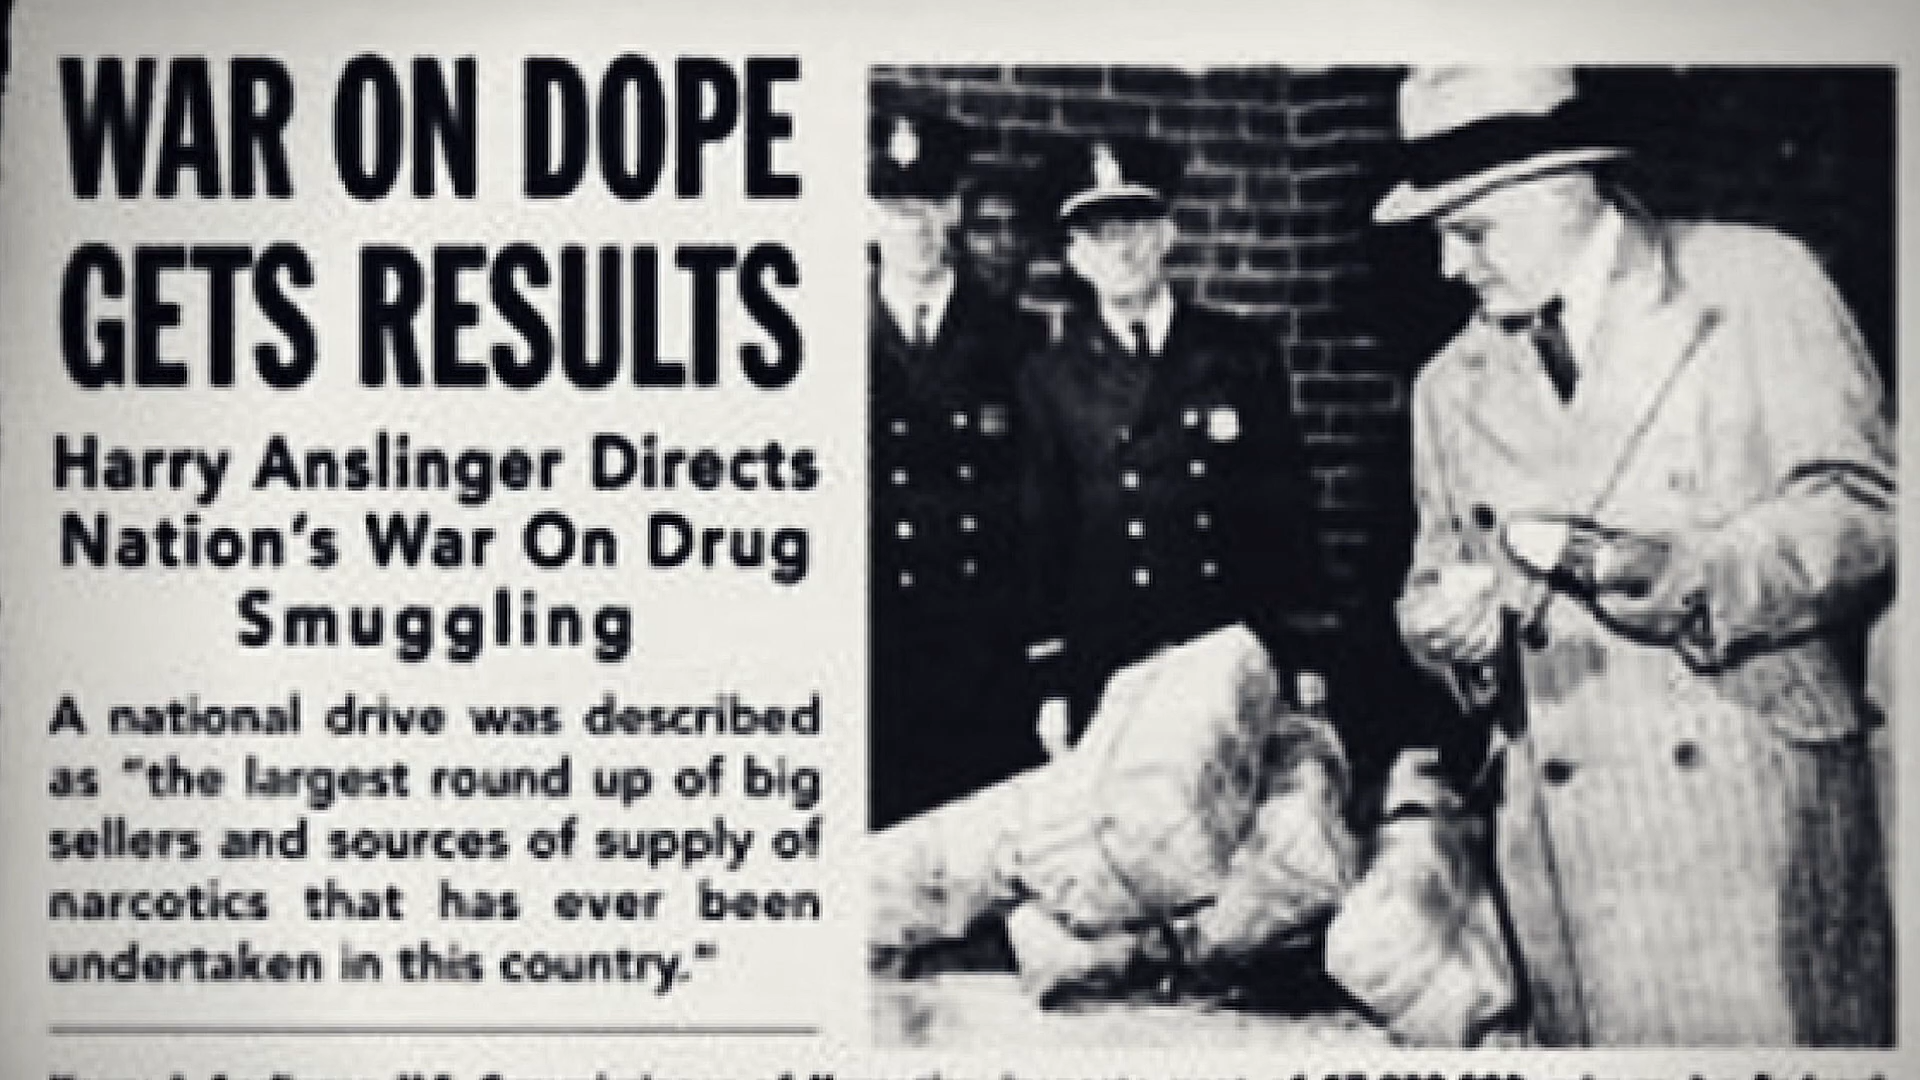 WAR ON DOPE
GETS RESULTS
Harry Anslinger Directs
Nation's War On Drug
Smuggling
A national drive was described
as "the largest round up of big
sellers and sources of supply of
narcotics that has ever been
undertaken in this country."